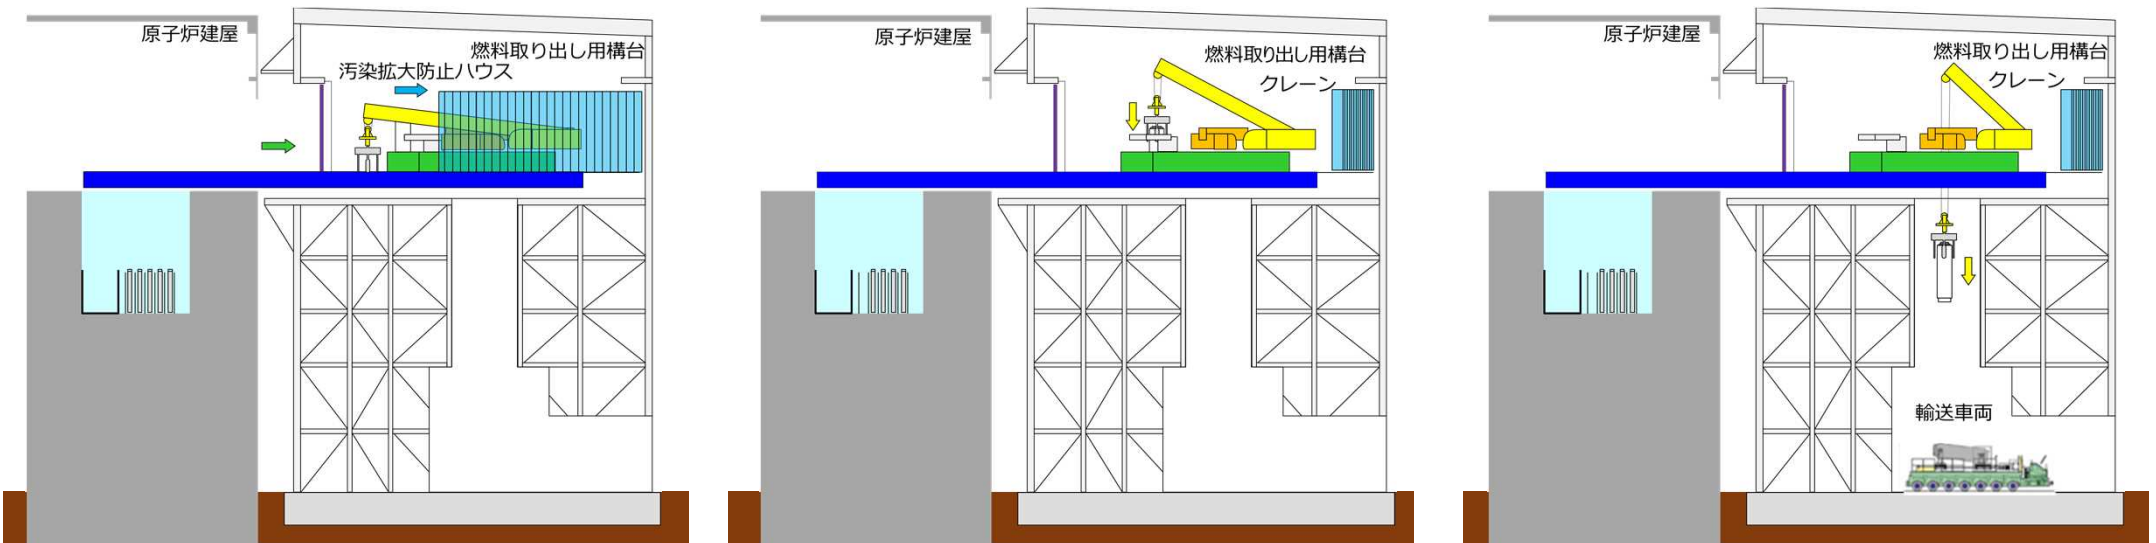 原子炉建屋
燃料取り出し用構台
汚染拡大防止ハウス
原子炉建屋
燃料取り出し用構台
クレーン
原子炉建屋
燃料取り出し用構台
クレーン
輸送車両